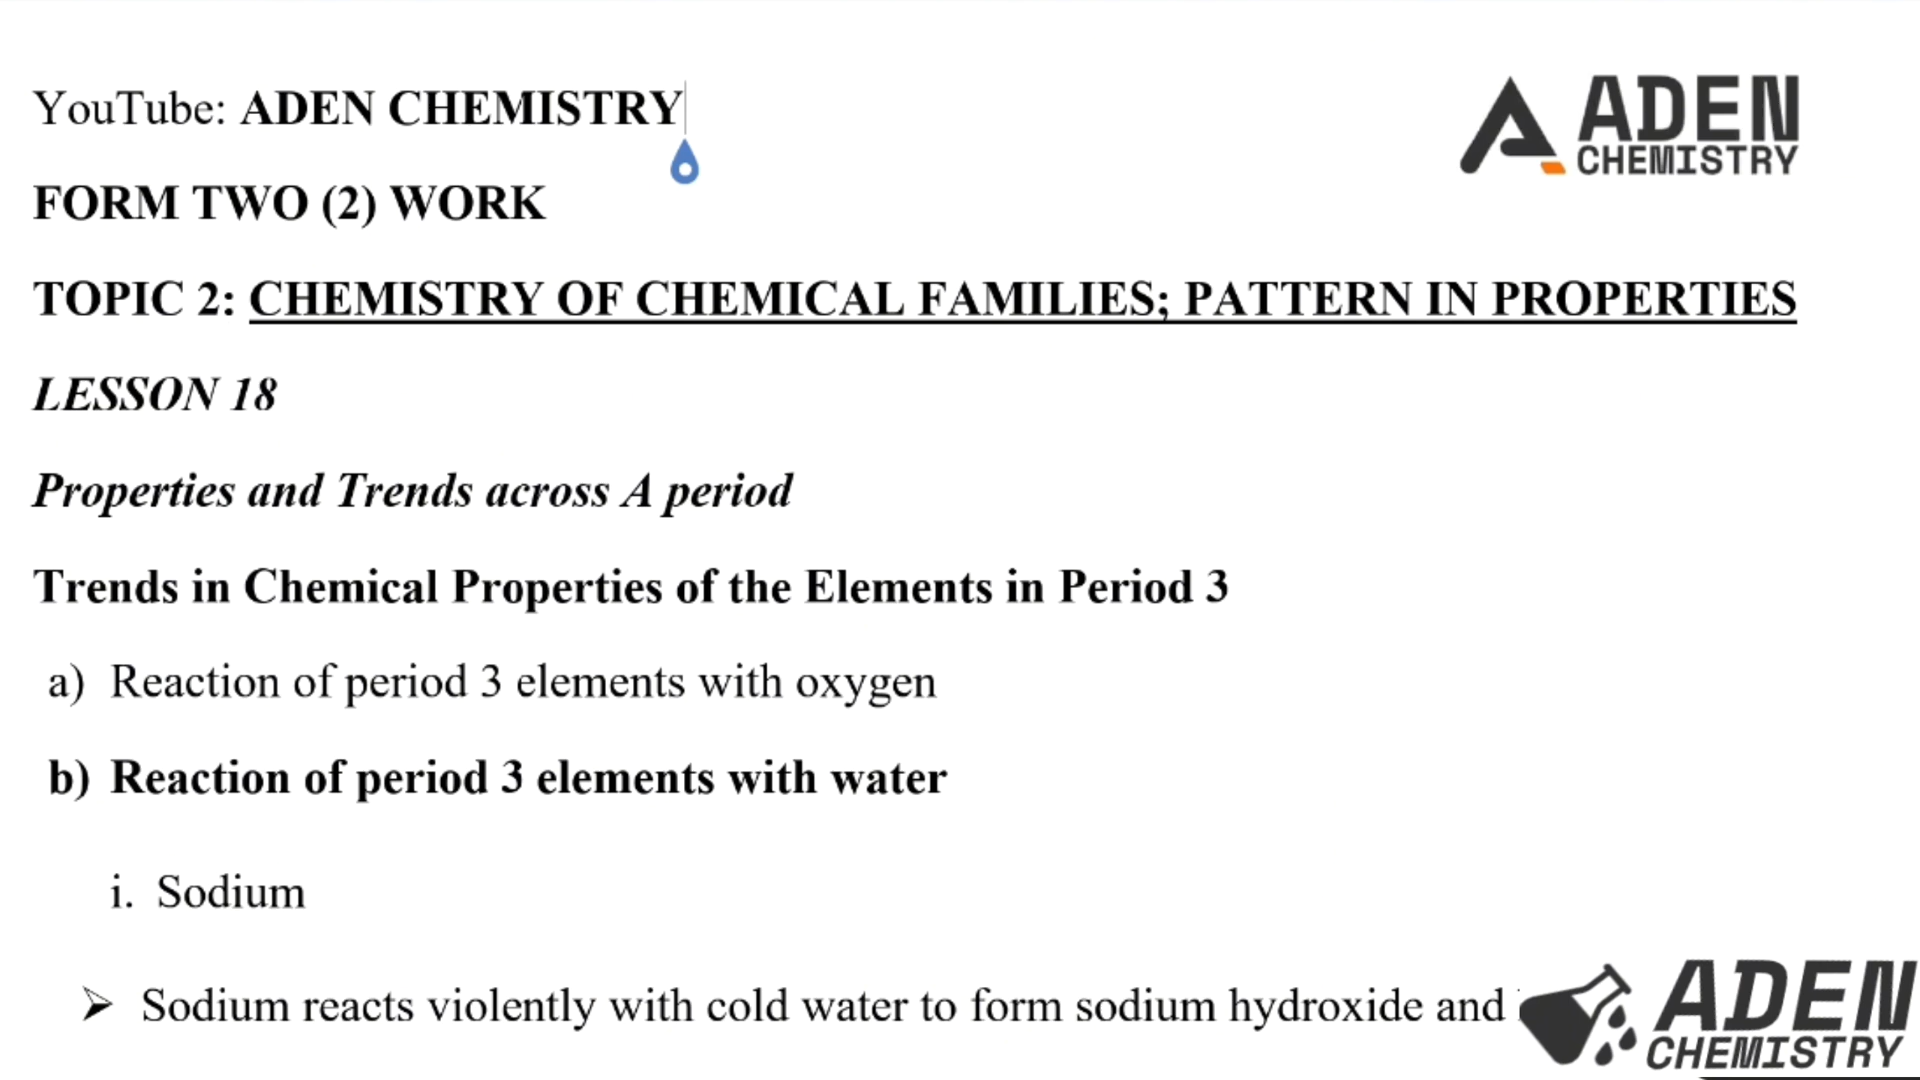 YouTube: ADEN CHEMISTRY
ADEN
CHEMISTRY
FORM TWO (2) WORK
TOPIC 2: CHEMISTRY OF CHEMICAL FAMILIES; PATTERN IN PROPERTIES
LESSON 18
Properties and Trends across A period
Trends in Chemical Properties of the Elements in Period 3
a) Reaction of period 3 elements with oxygen
b) Reaction of period 3 elements with water
i. Sodium
➢ Sodium reacts violently with cold water to form sodium hydroxide and
ADEN
CHEMISTRY